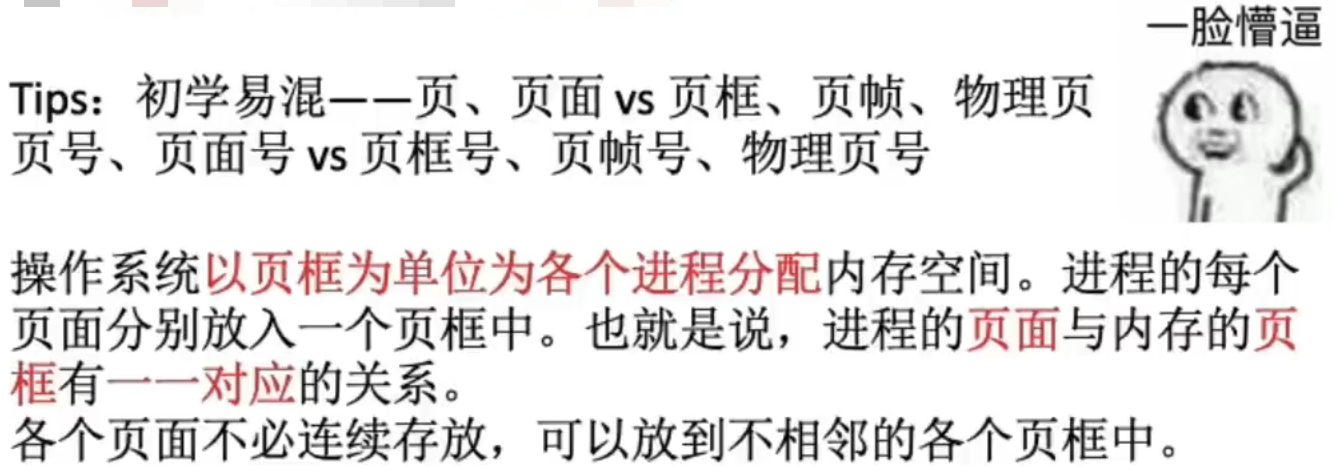 一脸懵逼
Tips：初学易混——页、页面 vs 页框、页帧、物理页
页号、页面号 vs 页框号、页帧号、物理页号
操作系统以页框为单位为各个进程分配内存空间。进程的每个
页面分别放入一个页框中。也就是说，进程的页面与内存的页
框有一一对应的关系。
各个页面不必连续存放，可以放到不相邻的各个页框中。